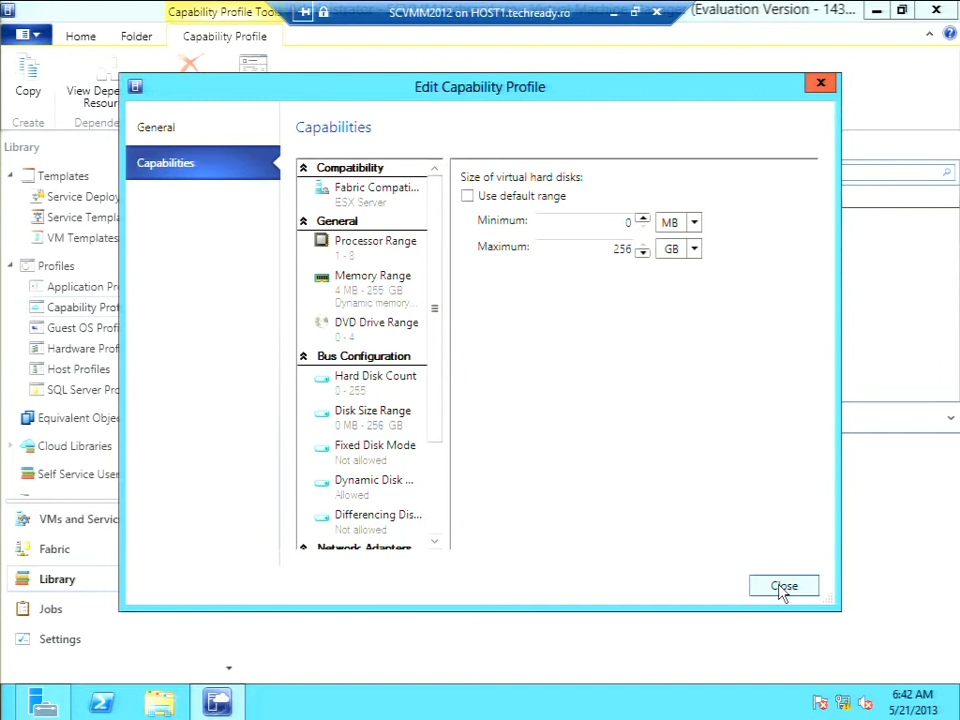 Capability Profile Tools
SCVMM2012 on HOST1.techready.ro
(Evaluation Version - 143...
Home
Folder
Capability Profile
Copy
View Depe
Resour
Create
Depende
Library
Templates
Service Deploy
Service Templa
VM Templates
Profiles
Application Pr
Capability Prof
Guest OS Profi
Hardware Prof
Host Profiles
SQL Server Pro
Equivalent Obje
Cloud Libraries
Self Service User
VMs and Servic
Fabric
Library
Jobs
Settings
Edit Capability Profile
General
Capabilities
Capabilities
Compatibility
Fabric Compati...
ESX Server
General
Processor Range
1 - 8
Memory Range
4 MB - 255 GB
Dynamic memory...
DVD Drive Range
0 - 4
Bus Configuration
Hard Disk Count
0 - 255
Disk Size Range
0 MB - 256 GB
Fixed Disk Mode
Not allowed
Dynamic Disk ...
Allowed
Differencing Dis...
Not allowed
Network Adapters
Size of virtual hard disks:
Use default range
Minimum: 0 MB
Maximum: 256 GB
Close
6:42 AM
5/21/2013